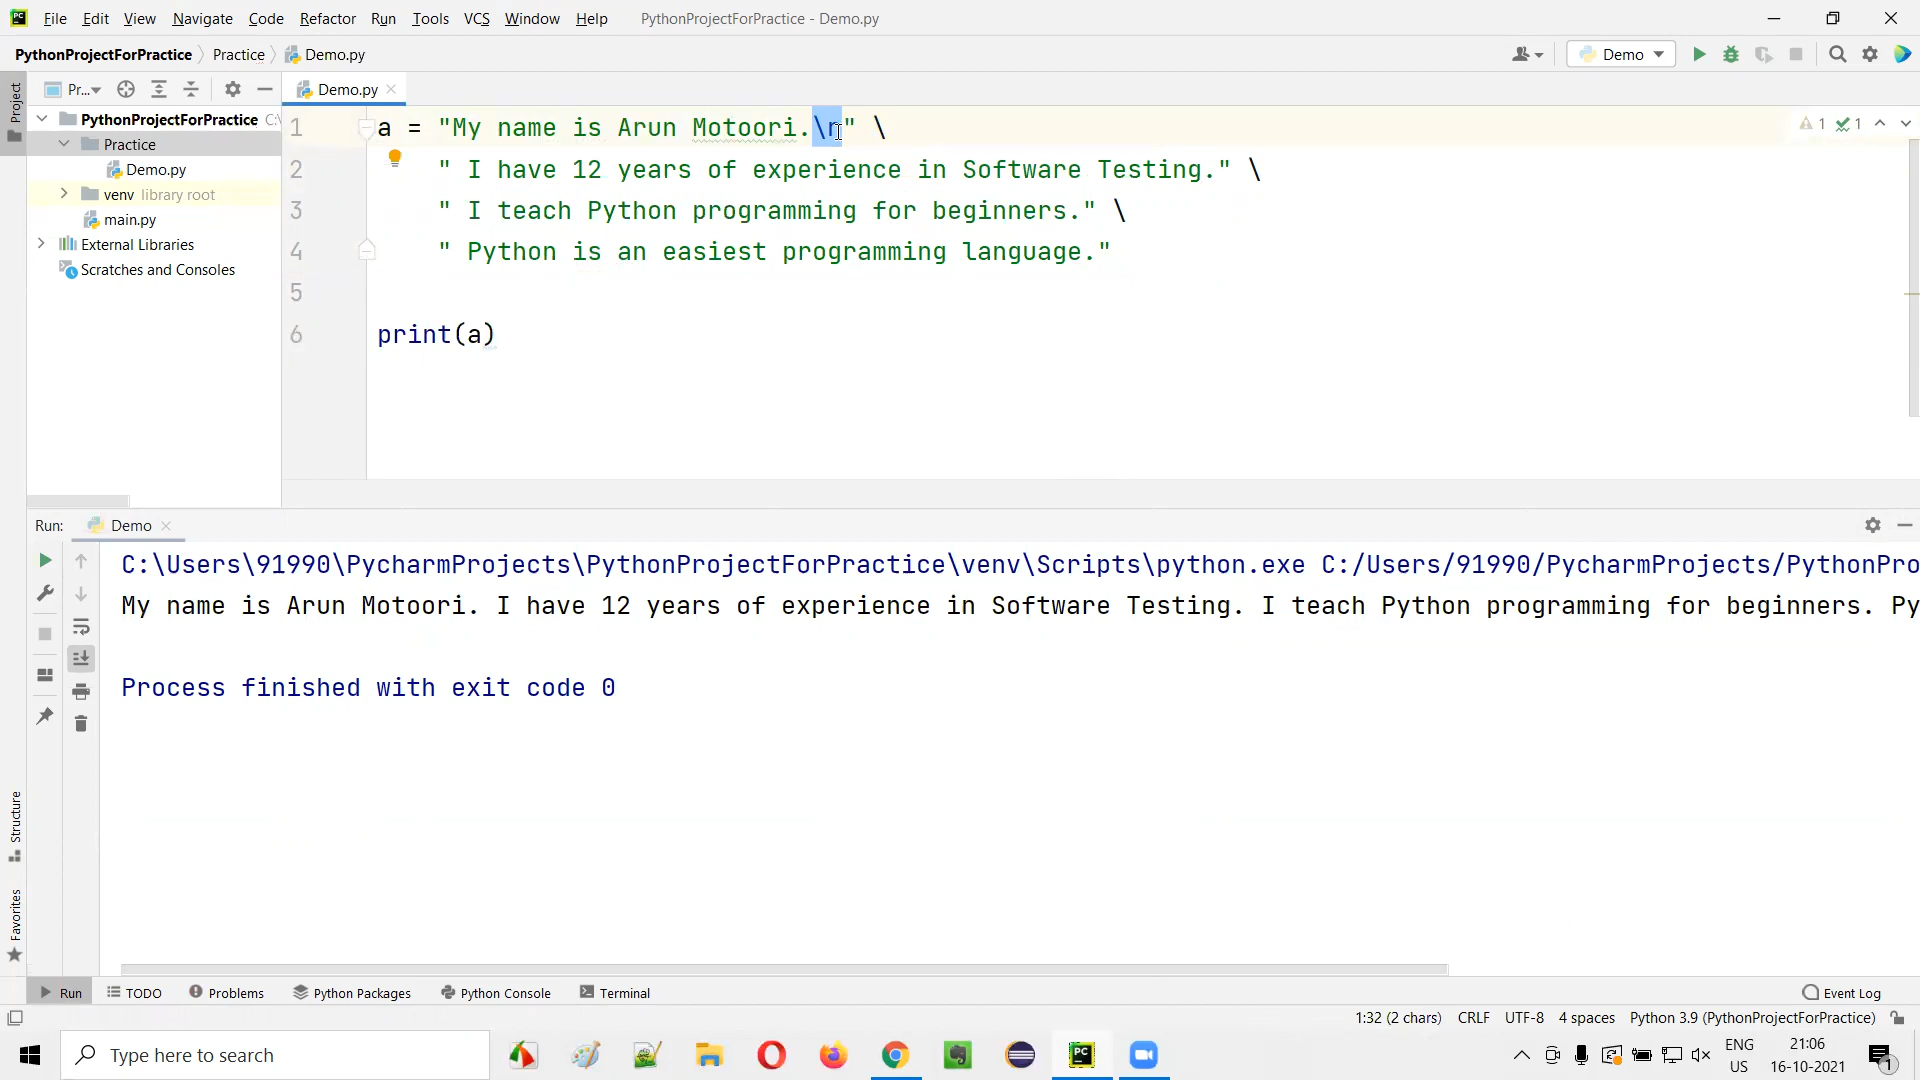 File Edit View Navigate Code Refactor Run Tools VCS Window Help PythonProjectForPractice - Demo.py
PythonProjectForPractice Practice Demo.py Demo
Project Pr... Demo.py
PythonProjectForPractice C:\
Practice
Demo.py
venv library root
main.py
External Libraries
Scratches and Consoles
1 a = "My name is Arun Motoori.\n" \
2 " I have 12 years of experience in Software Testing." \
3 " I teach Python programming for beginners." \
4 " Python is an easiest programming language."
5
6 print(a)
1 1
Run: Demo
C:\Users\91990\PycharmProjects\PythonProjectForPractice\venv\Scripts\python.exe C:/Users/91990/PycharmProjects/PythonPro
My name is Arun Motoori. I have 12 years of experience in Software Testing. I teach Python programming for beginners. Py
Process finished with exit code 0
Structure
Favorites
Run TODO Problems Python Packages Python Console Terminal Event Log
1:32 (2 chars) CRLF UTF-8 4 spaces Python 3.9 (PythonProjectForPractice)
Type here to search PC ENG US 21:06 16-10-2021 1